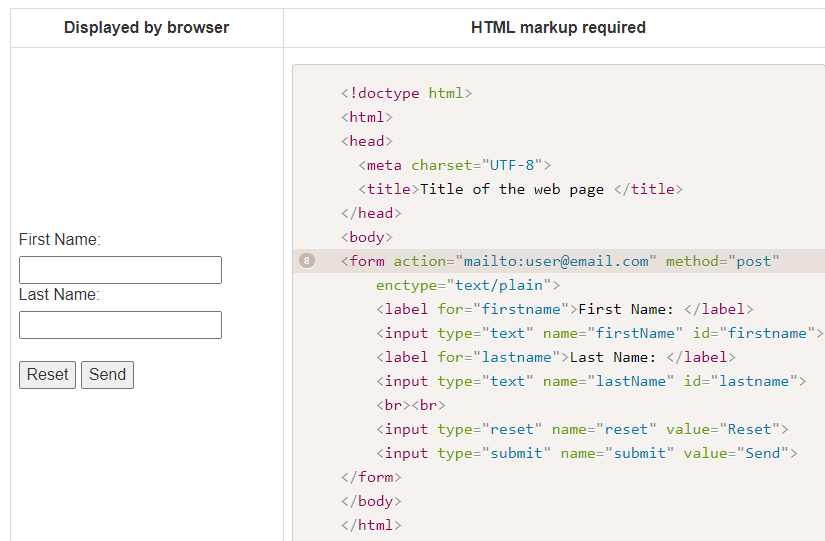 Displayed by browser
HTML markup required
First Name:
Last Name:
Reset Send
<!doctype html>
<html>
<head>
<meta charset="UTF-8">
<title>Title of the web page </title>
</head>
<body>
8
<form action="mailto:user@email.com" method="post"
enctype="text/plain">
<label for="firstname">First Name: </label>
<input type="text" name="firstName" id="firstname">
<label for="lastname">Last Name: </label>
<input type="text" name="lastName" id="lastname">
<br><br>
<input type="reset" name="reset" value="Reset">
<input type="submit" name="submit" value="Send">
</form>
</body>
</html>